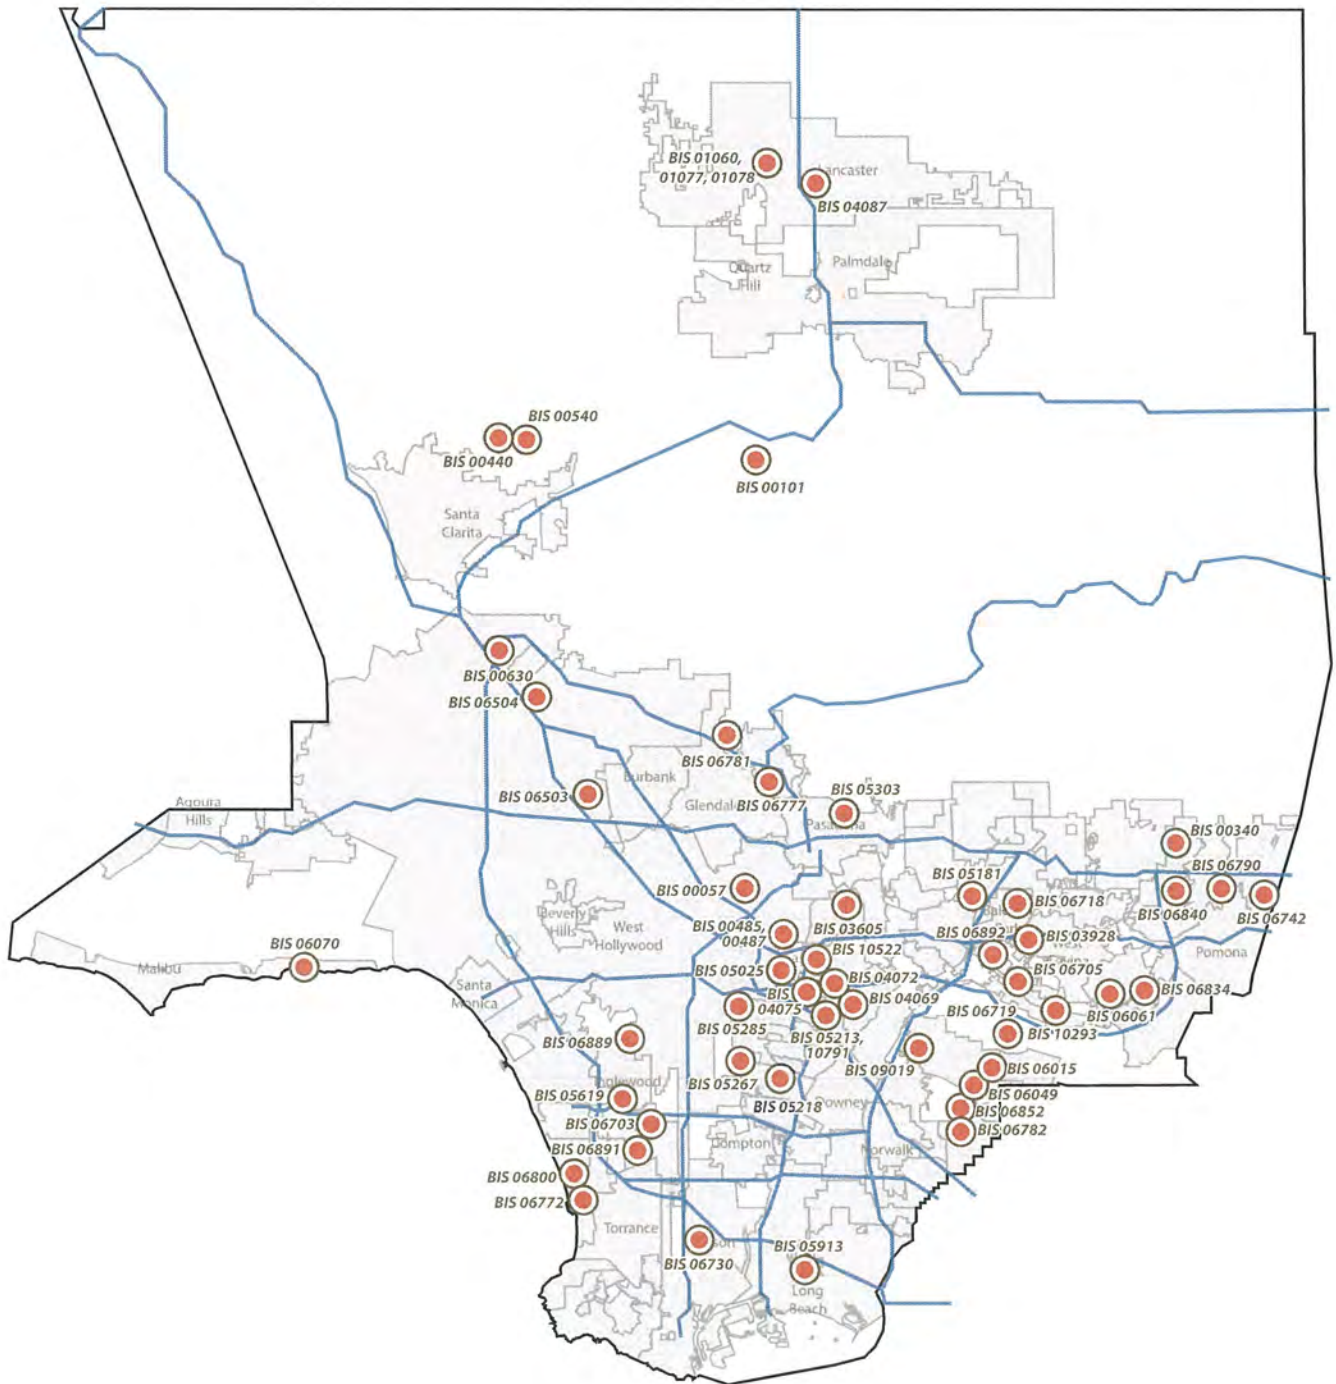 BIS 01060,
01077, 01078
Lancaster
BIS 04087
Quartz
Hill
Palmdale
BIS 00540
BIS 00440
BIS 00101
Santa
Clarita
BIS 00630
BIS 06504
BIS 06781
Burbank
BIS 06503
Glendale
BIS 06777
BIS 05303
Pasadena
Agoura
Hills
BIS 00340
BIS 06790
BIS 05181
BIS 00057
BIS 06718
BIS 06840
BIS 06742
Beverly
Hills
West
Hollywood
BIS 00485,
00487
BIS 03605
BIS 10522
BIS 06892
BIS 03928
West
Pomona
BIS 06070
Malibu
BIS 05025
BIS 04072
BIS 06705
BIS 06834
Santa
Monica
BIS
04075
BIS 04069
BIS 06719
BIS 06061
BIS 05285
BIS 05213,
10791
BIS 10293
BIS 06889
BIS 09019
BIS 06015
Inglewood
BIS 05267
BIS 05218
BIS 06049
BIS 05619
Downey
BIS 06852
BIS 06703
BIS 06782
BIS 06891
Compton
Norwalk
BIS 06800
BIS 06772
Torrance
BIS 06730
BIS 05913
Long
Beach